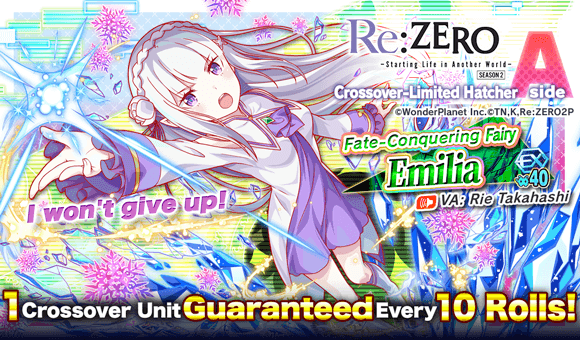 Re:ZERO
-Starting Life in Another World-
SEASON 2
A
Crossover-Limited Hatcher side
©WonderPlanet Inc.©TN,K,Re:ZERO2P
Fate-Conquering Fairy
Emilia
EX
40
VA: Rie Takahashi
I won't give up!
1 Crossover Unit Guaranteed Every 10 Rolls!